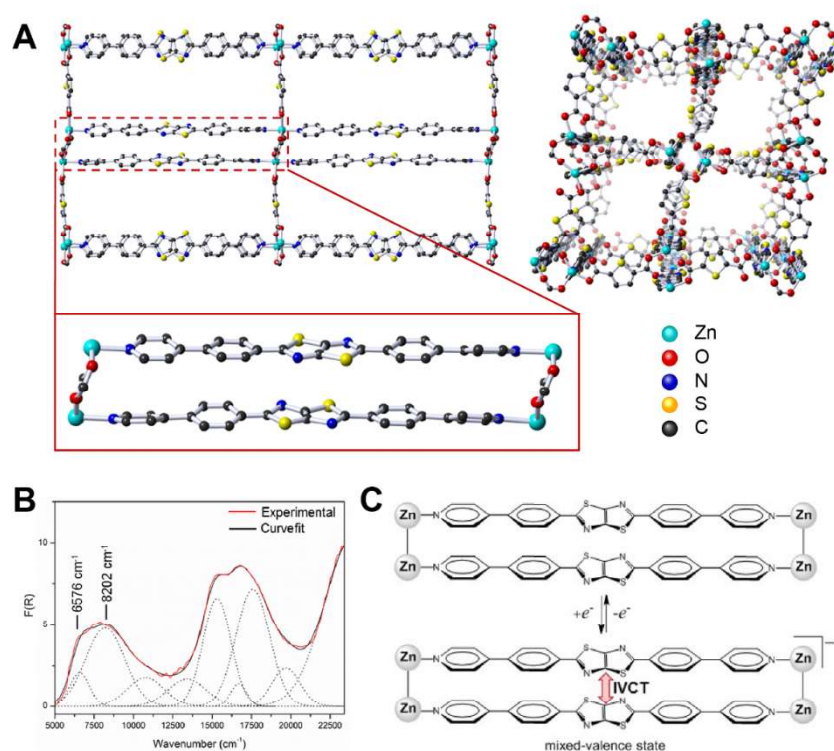 A
Zn
O
N
S
C
B
Experimental
Curvefit
6576 cm⁻¹
8202 cm⁻¹
F(R)
10
5
0
5000 7500 10000 12500 15000 17500 20000 22500
Wavenumber (cm⁻¹)
C
Zn N S N N S N Zn
Zn N S N N S N Zn
+e⁻ -e⁻
Zn N S N N S N Zn
IVCT
Zn N S N N S N Zn
mixed-valence state